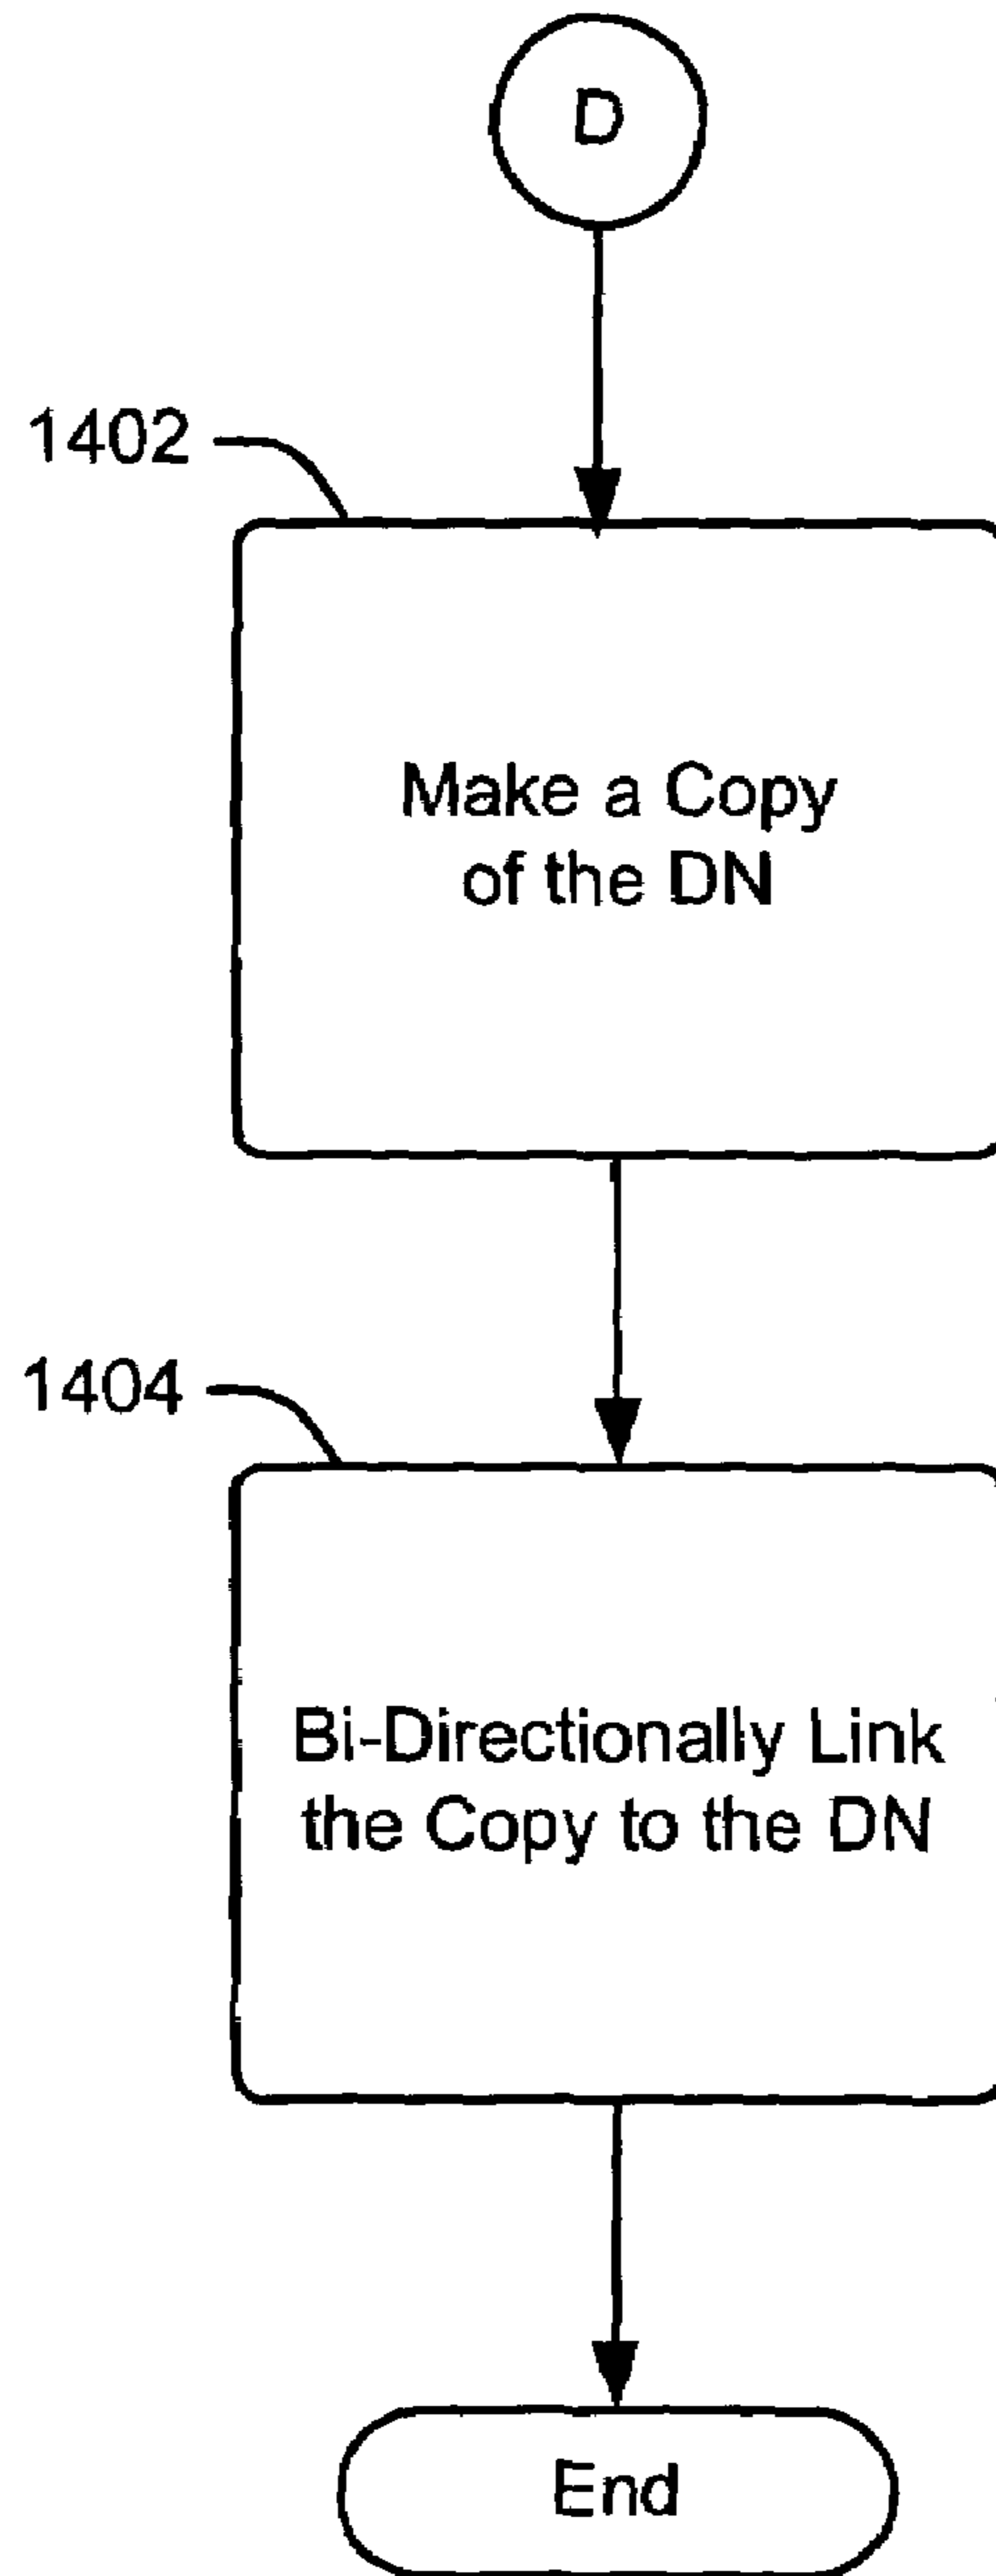 D
1402
Make a Copy
of the DN
1404
Bi-Directionally Link
the Copy to the DN
End